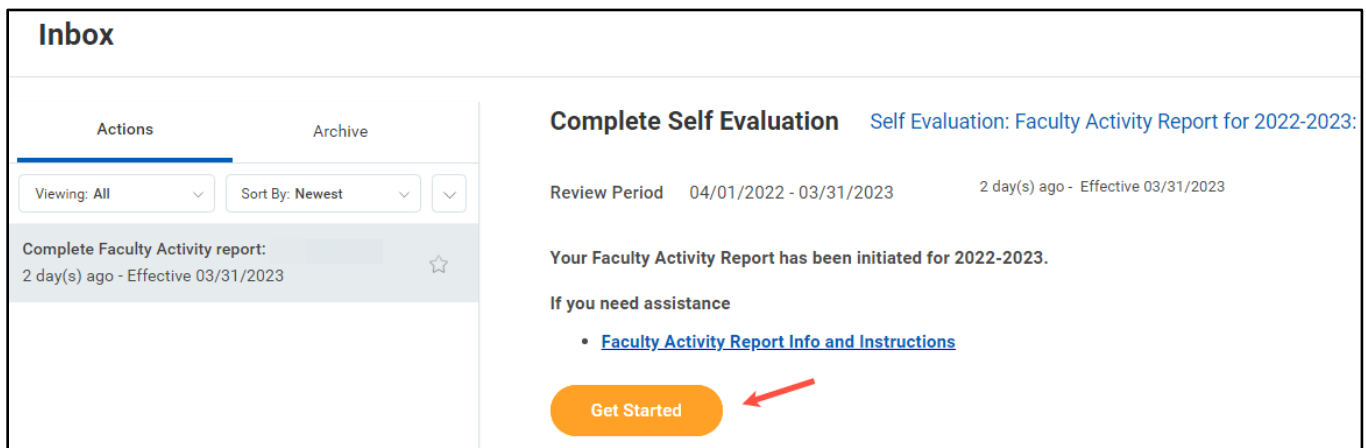 Inbox
Actions
Archive
Viewing: All
Sort By: Newest
Complete Faculty Activity report:
2 day(s) ago - Effective 03/31/2023
Complete Self Evaluation
Self Evaluation: Faculty Activity Report for 2022-2023:
Review Period
04/01/2022 - 03/31/2023
2 day(s) ago - Effective 03/31/2023
Your Faculty Activity Report has been initiated for 2022-2023.
If you need assistance
• Faculty Activity Report Info and Instructions
Get Started